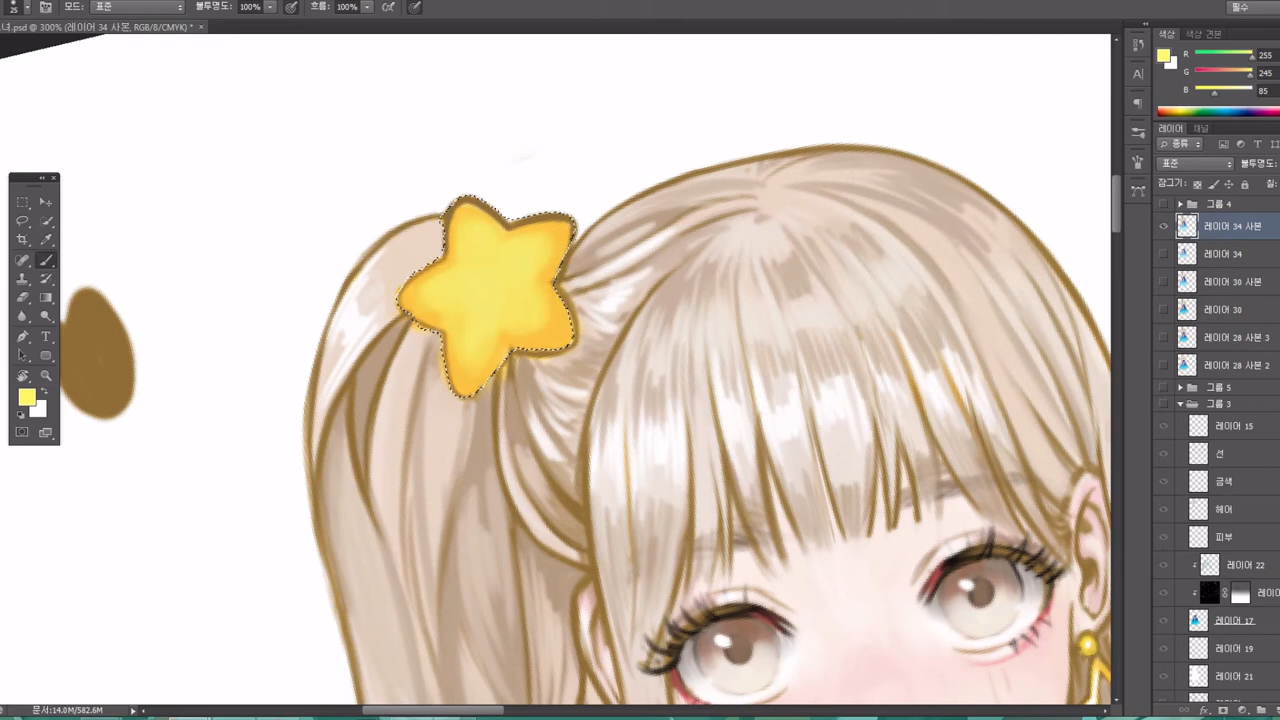 25 모드: 표준 불투명도: 100% 흐름: 100% 필수
녀.psd @ 300% (레이어 34 사본, RGB/8/CMYK) * ×
색상 색상 견본
R 255
G 245
B 85
레이어 채널
종류
표준 불투명도:
잠그기: 칠:
그룹 4
레이어 34 사본
레이어 34
레이어 30 사본
레이어 30
레이어 28 사본 3
레이어 28 사본 2
그룹 5
그룹 3
레이어 15
선
금색
헤어
피부
레이어 22
레이어
레이어 17
레이어 19
레이어 21
문서:14.0M/582.6M